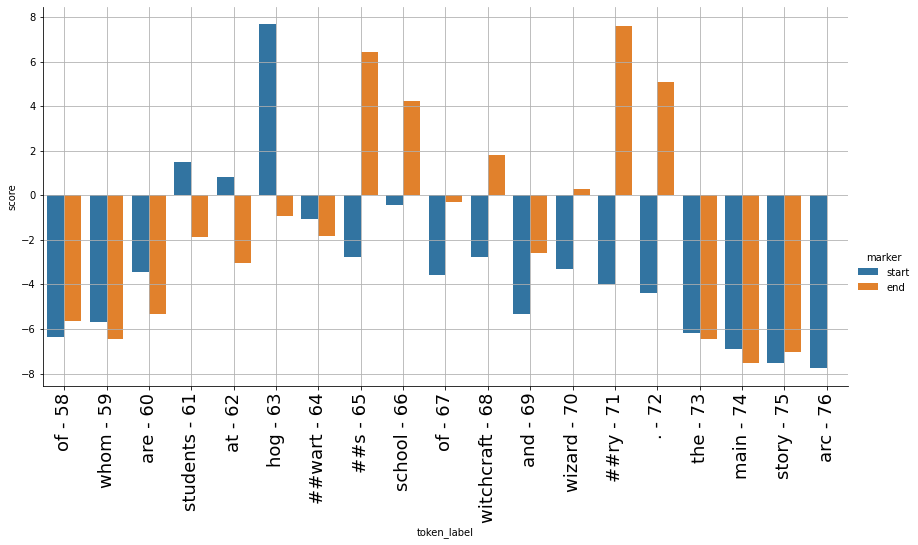 8
6
4
2
0
−2
−4
−6
−8
score
of - 58
whom - 59
are - 60
students - 61
at - 62
hog - 63
##wart - 64
##s - 65
school - 66
of - 67
witchcraft - 68
and - 69
wizard - 70
##ry - 71
. - 72
the - 73
main - 74
story - 75
arc - 76
token_label
marker
start
end